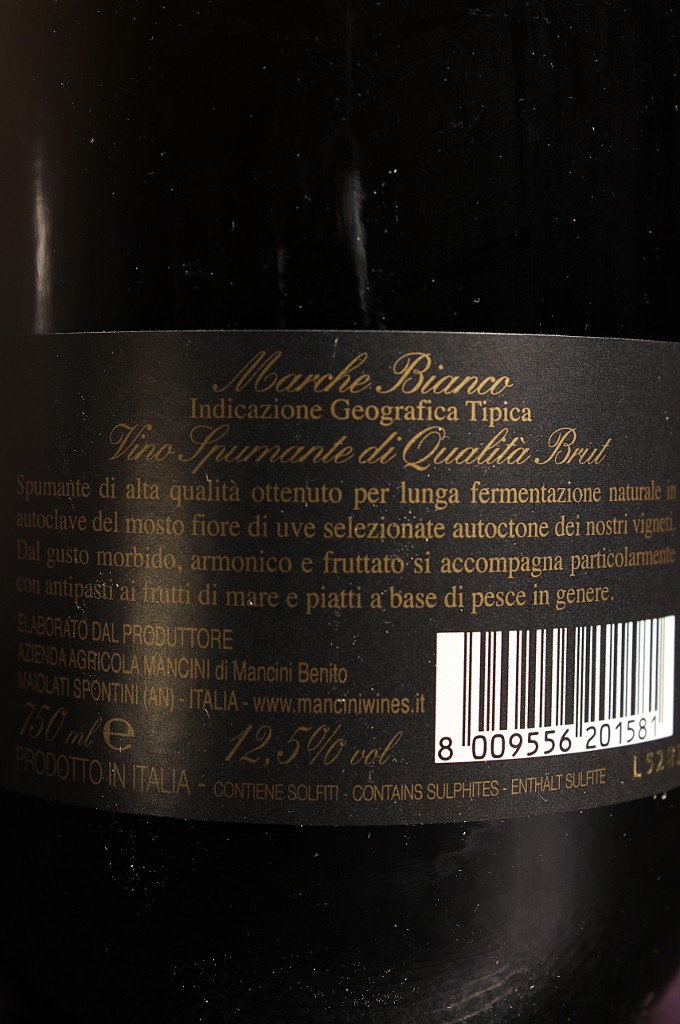 Marche Bianco
Indicazione Geografica Tipica
Vino Spumante di Qualità Brut
Spumante di alta qualità ottenuto per lunga fermentazione naturale in
autoclave del mosto fiore di uve selezionate autoctone dei nostri vigneti.
Dal gusto morbido, armonico e fruttato si accompagna particolarmente
con antipasti ai frutti di mare e piatti a base di pesce in genere.
ELABORATO DAL PRODUTTORE
AZIENDA AGRICOLA MANCINI di Mancini Benito
MAIOLATI SPONTINI (AN) - ITALIA - www.manciniwines.it
750 ml e 12,5% vol
8 009556 201581
PRODOTTO IN ITALIA - CONTIENE SOLFITI - CONTAINS SULPHITES - ENTHÄLT SULFITE